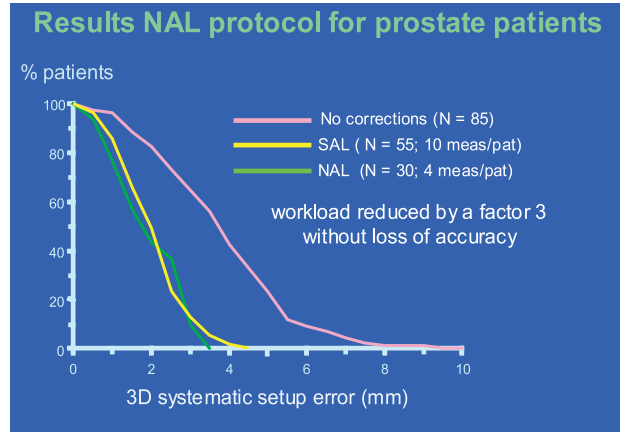 Results NAL protocol for prostate patients
% patients
No corrections (N = 85)
SAL ( N = 55; 10 meas/pat)
NAL (N = 30; 4 meas/pat)
workload reduced by a factor 3
without loss of accuracy
100
80
60
40
20
0
0 2 4 6 8 10
3D systematic setup error (mm)